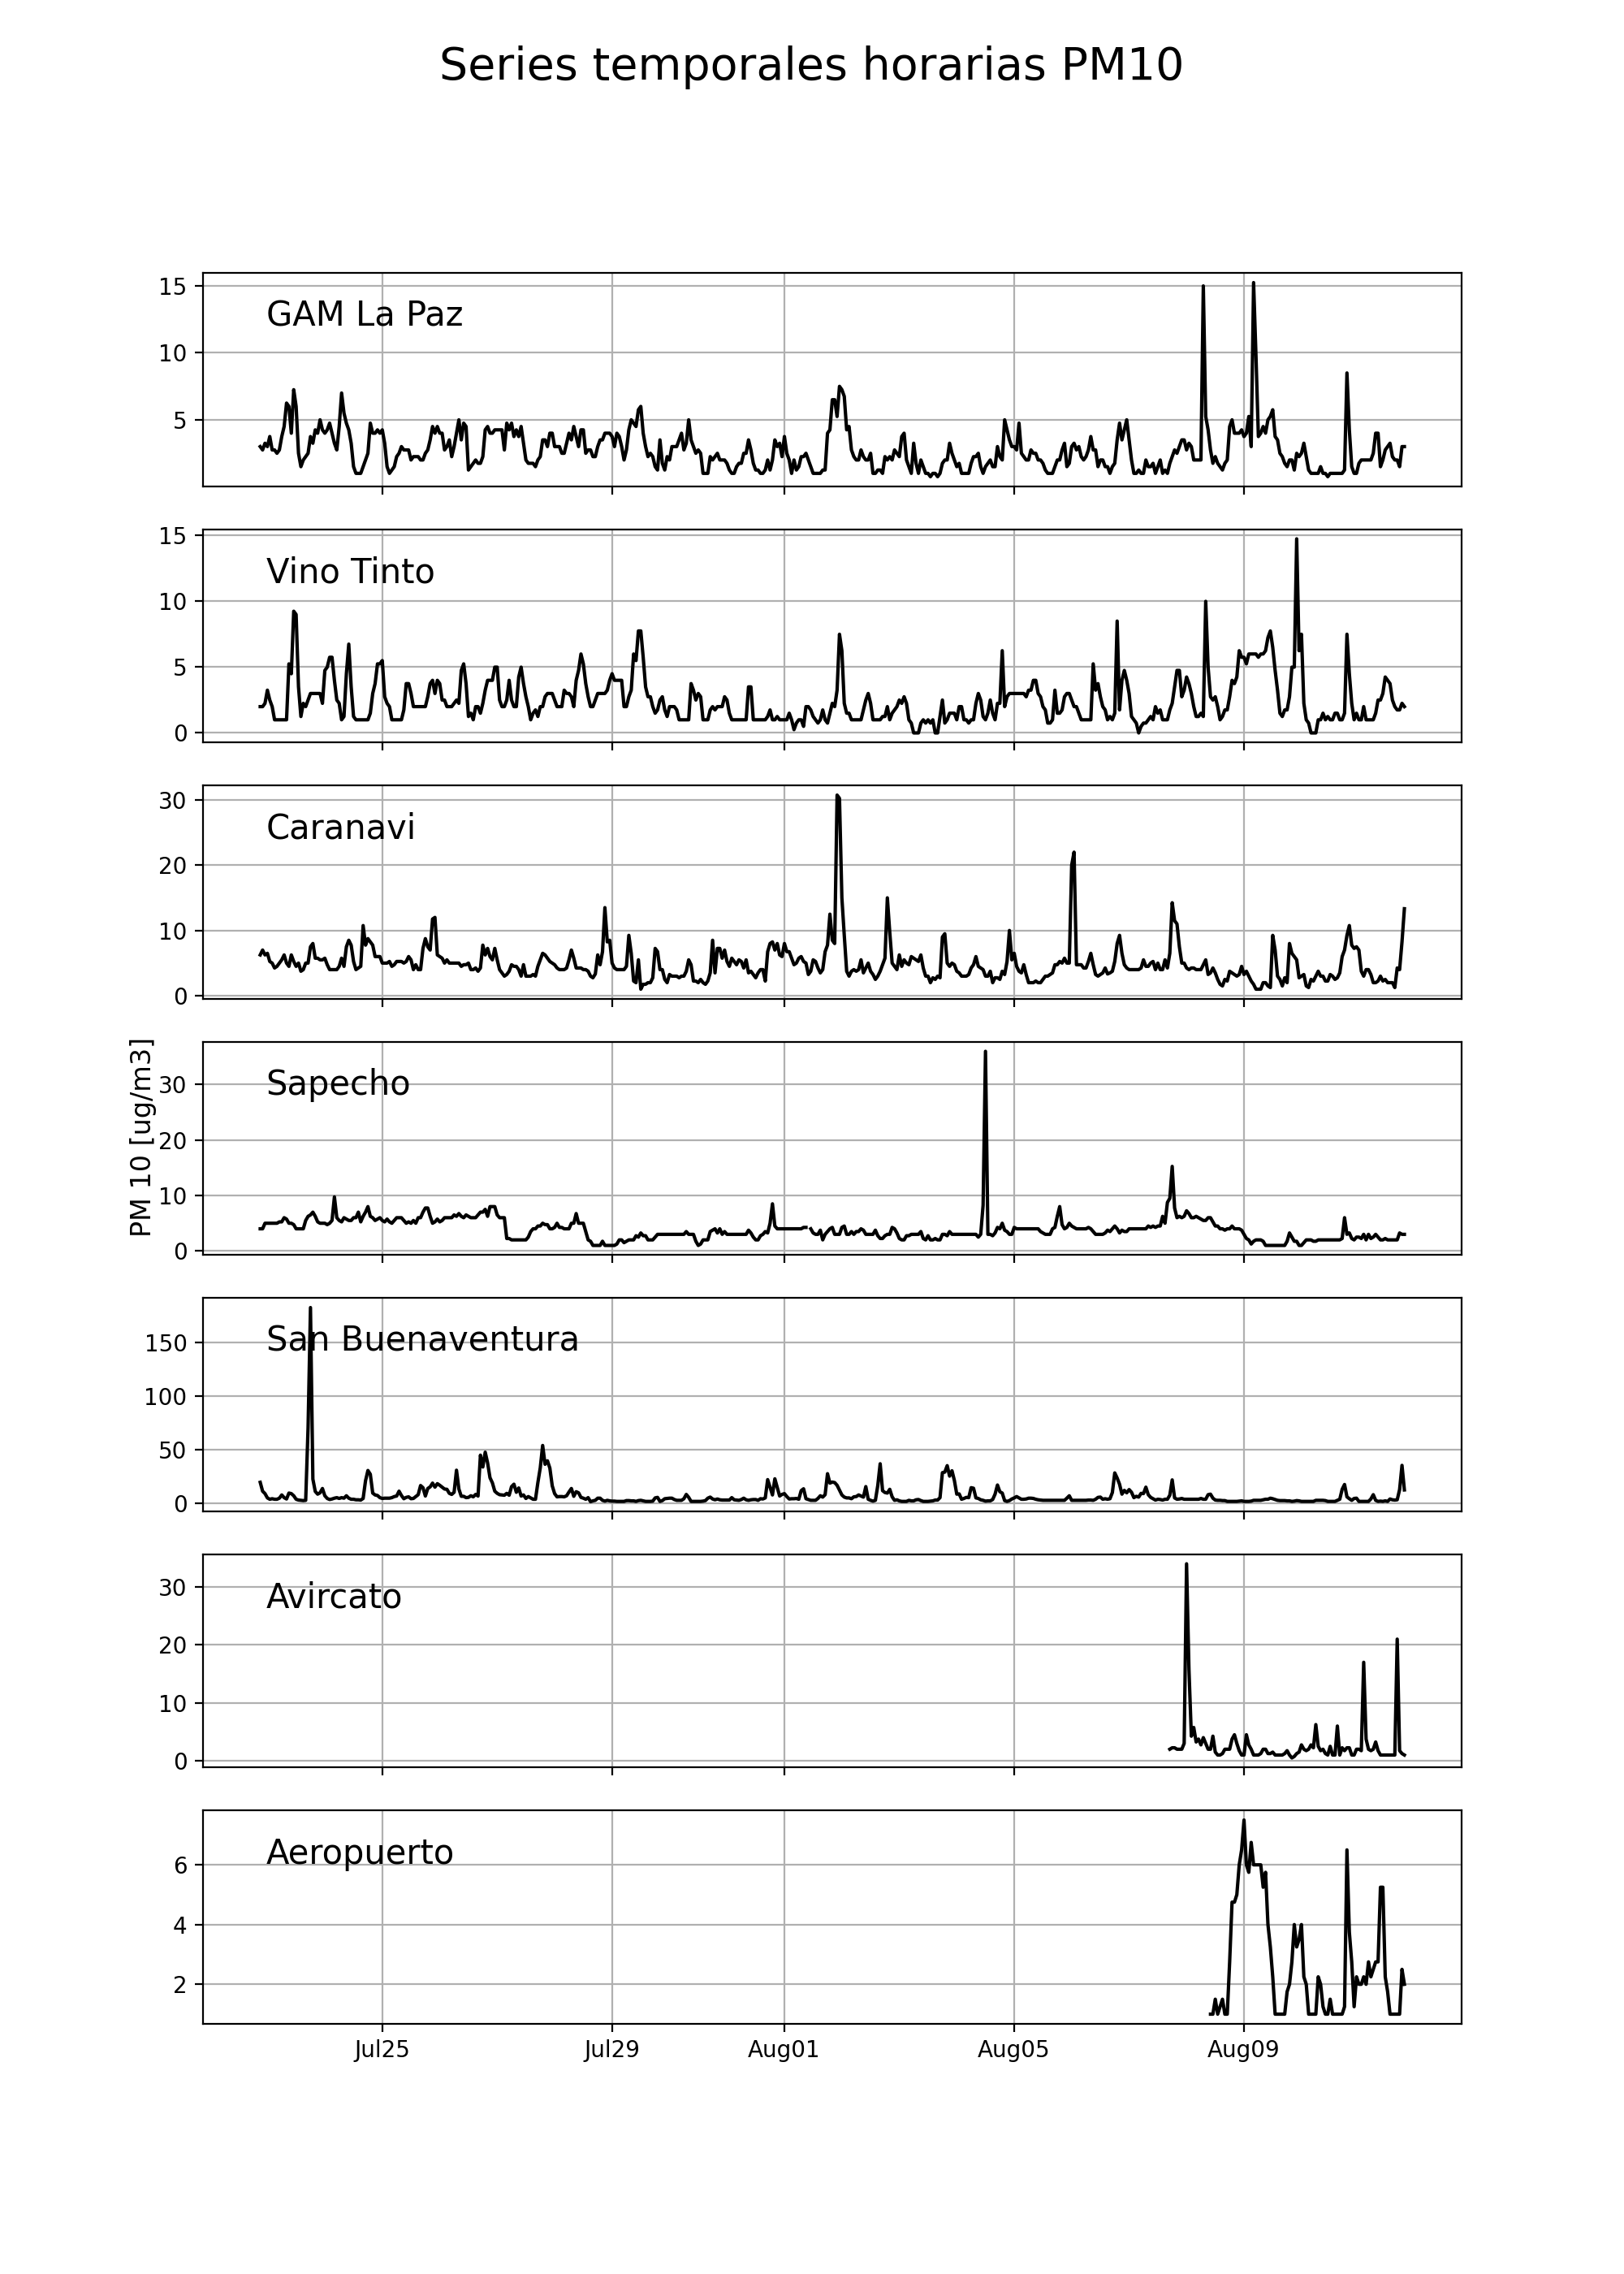 Series temporales horarias PM10
15
GAM La Paz
10
5
15
Vino Tinto
10
5
0
30
Caranavi
20
10
0
PM 10 [ug/m3]
30
Sapecho
20
10
0
150
San Buenaventura
100
50
0
30
Avircato
20
10
0
Aeropuerto
6
4
2
Jul25 Jul29 Aug01 Aug05 Aug09